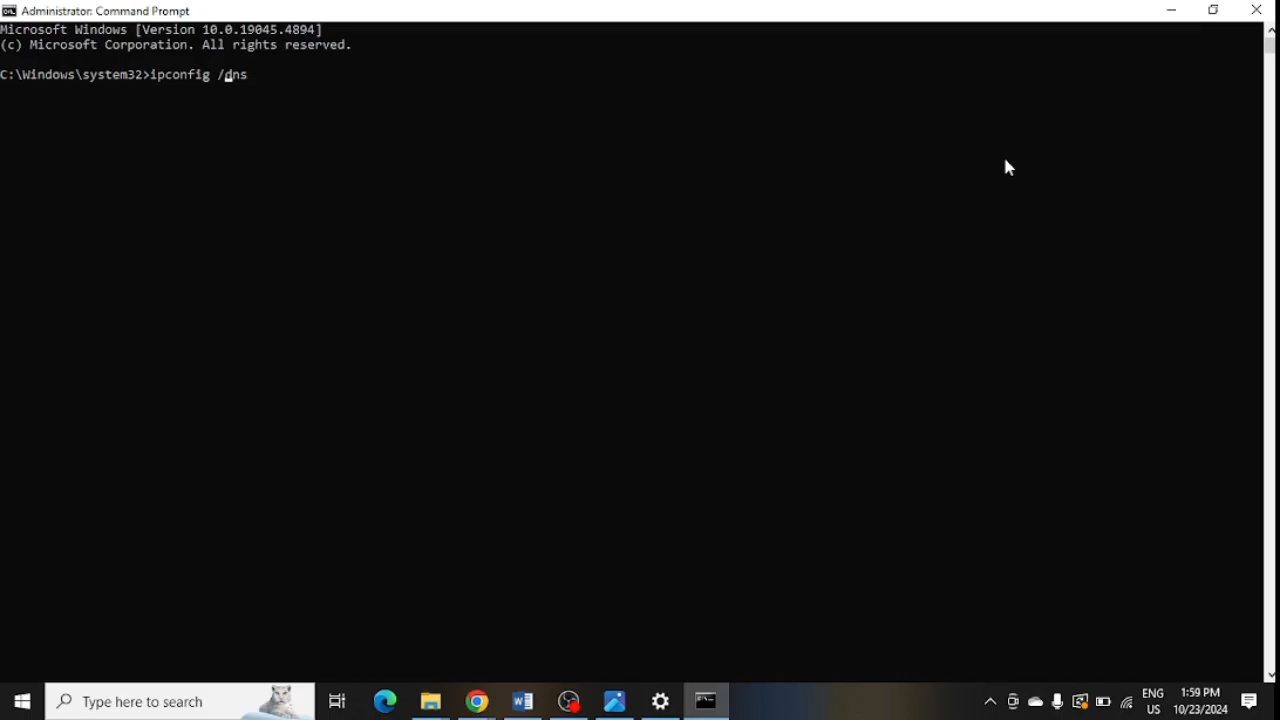 Administrator: Command Prompt
Microsoft Windows [Version 10.0.19045.4894]
(c) Microsoft Corporation. All rights reserved.
C:\Windows\system32>ipconfig /dns
Type here to search
ENG
US
1:59 PM
10/23/2024